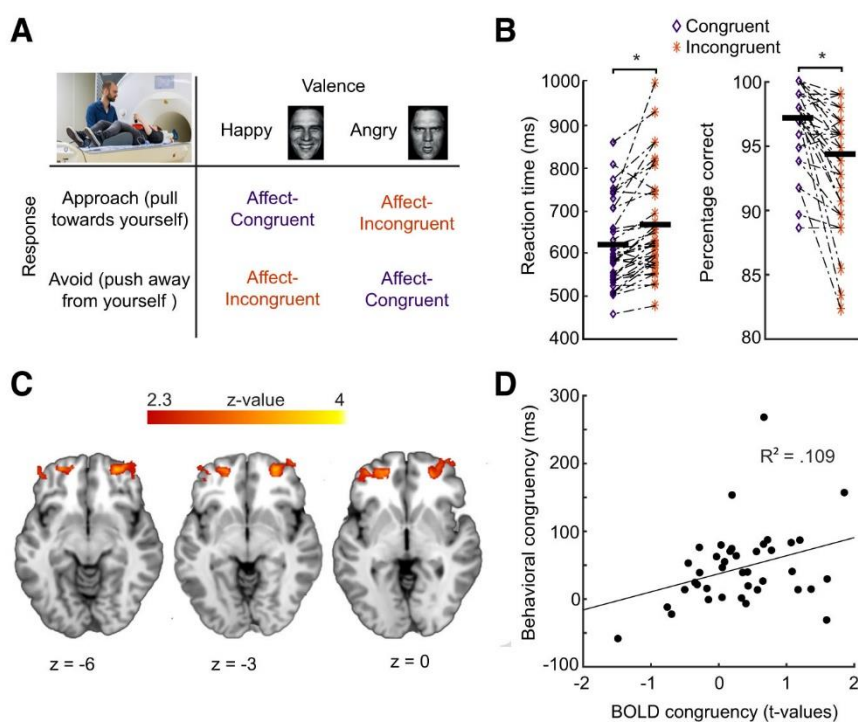 A
Valence
Happy
Angry
Response
Approach (pull
towards yourself)
Affect-
Congruent
Affect-
Incongruent
Avoid (push away
from yourself )
Affect-
Incongruent
Affect-
Congruent
B
Congruent
Incongruent
*
*
Reaction time (ms)
1000
900
800
700
600
500
400
Percentage correct
100
95
90
85
80
C
2.3 z-value 4
z = -6
z = -3
z = 0
D
Behavioral congruency (ms)
300
200
100
0
-100
R² = .109
-2 -1 0 1 2
BOLD congruency (t-values)